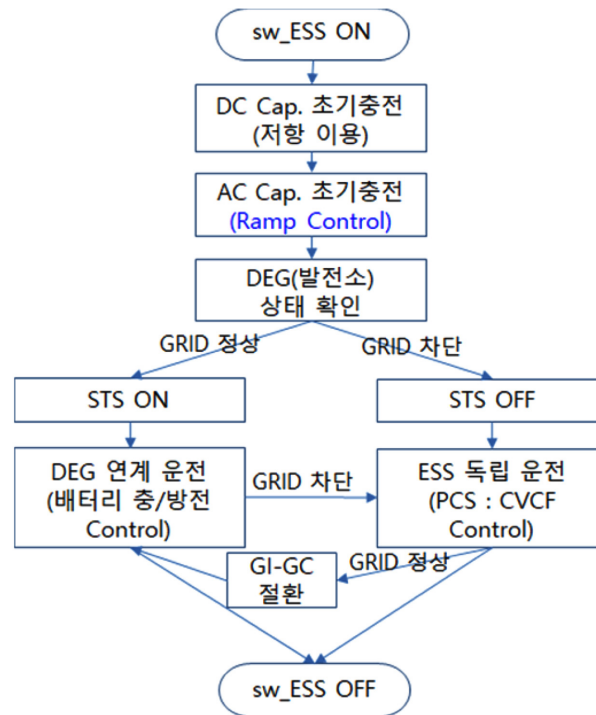 sw_ESS ON
DC Cap. 초기충전
(저항 이용)
AC Cap. 초기충전
(Ramp Control)
DEG(발전소)
상태 확인
GRID 정상
GRID 차단
STS ON
STS OFF
DEG 연계 운전
(배터리 충/방전
Control)
GRID 차단
ESS 독립 운전
(PCS : CVCF
Control)
GRID 정상
GI-GC
절환
sw_ESS OFF